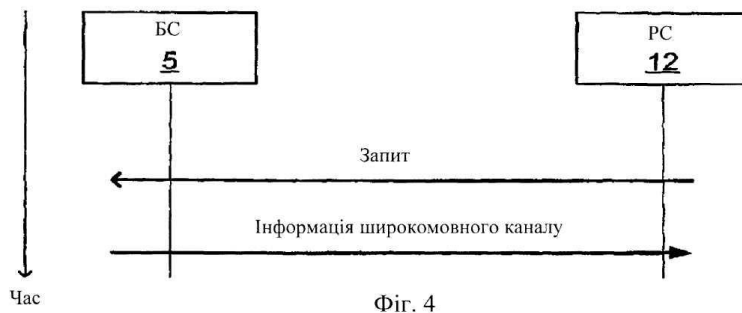 БС
5
РС
12
Запит
Інформація широкомовного каналу
Час
Фіг. 4